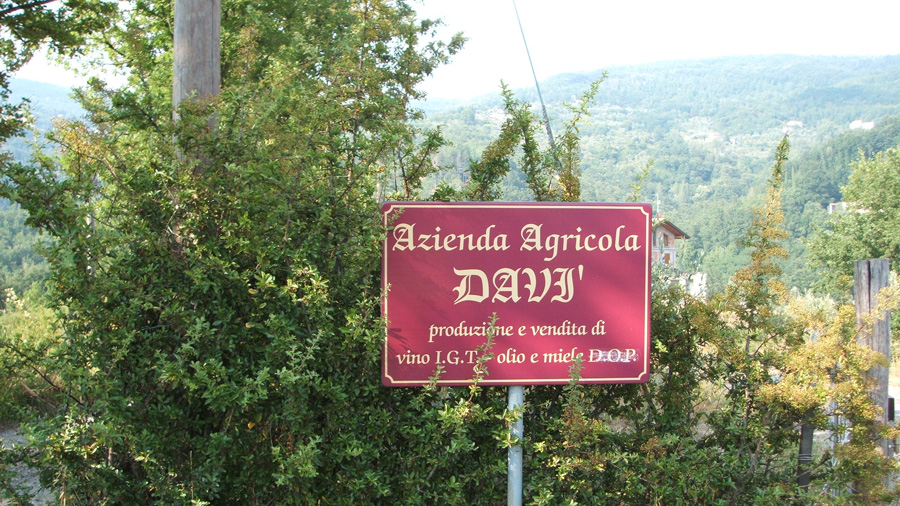 Azienda Agricola
DAVI'
produzione e vendita di
vino I.G.T. - olio e miele D.O.P.